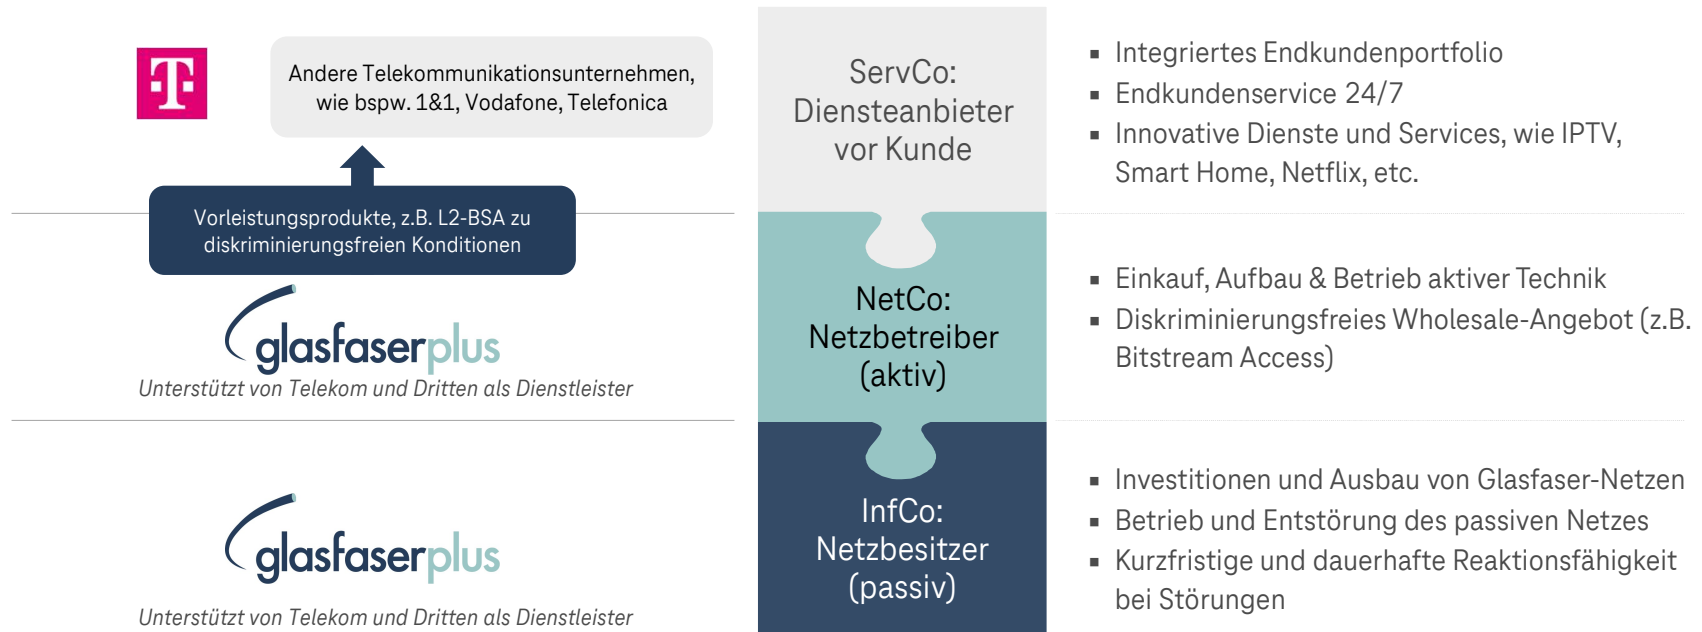 T
Andere Telekommunikationsunternehmen,
wie bspw. 1&1, Vodafone, Telefonica
Vorleistungsprodukte, z.B. L2-BSA zu
diskriminierungsfreien Konditionen
glasfaserplus
Unterstützt von Telekom und Dritten als Dienstleister
glasfaserplus
Unterstützt von Telekom und Dritten als Dienstleister
ServCo:
Diensteanbieter
vor Kunde
NetCo:
Netzbetreiber
(aktiv)
InfCo:
Netzbesitzer
(passiv)
▪ Integriertes Endkundenportfolio
▪ Endkundenservice 24/7
▪ Innovative Dienste und Services, wie IPTV,
Smart Home, Netflix, etc.
▪ Einkauf, Aufbau & Betrieb aktiver Technik
▪ Diskriminierungsfreies Wholesale-Angebot (z.B.
Bitstream Access)
▪ Investitionen und Ausbau von Glasfaser-Netzen
▪ Betrieb und Entstörung des passiven Netzes
▪ Kurzfristige und dauerhafte Reaktionsfähigkeit
bei Störungen